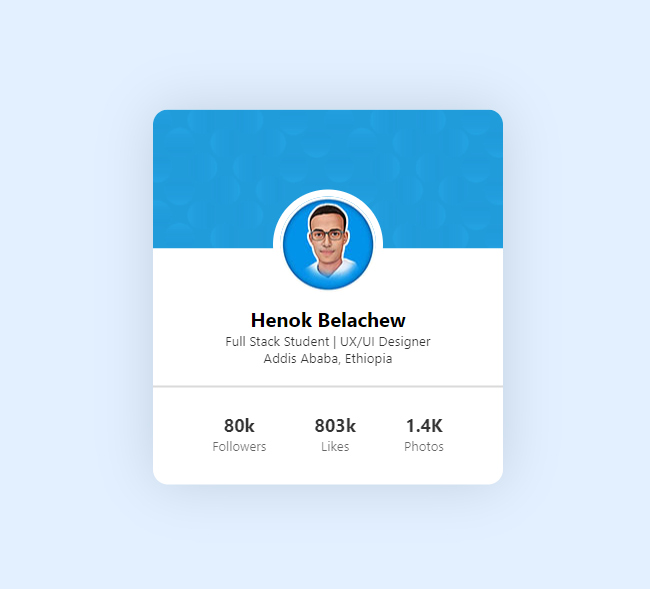 Henok Belachew
Full Stack Student | UX/UI Designer
Addis Ababa, Ethiopia
80k 803k 1.4K
Followers Likes Photos